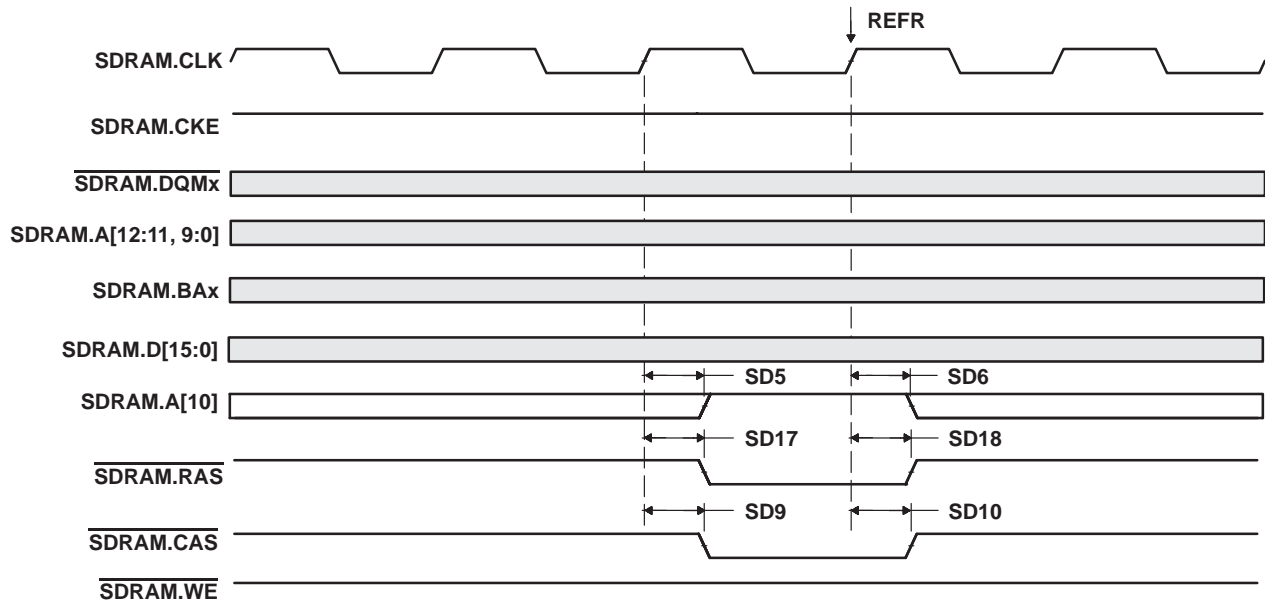 REFR
SDRAM.CLK
SDRAM.CKE
SDRAM.DQMx
SDRAM.A[12:11, 9:0]
SDRAM.BAx
SDRAM.D[15:0]
SD5 SD6
SDRAM.A[10]
SD17 SD18
SDRAM.RAS
SD9 SD10
SDRAM.CAS
SDRAM.WE